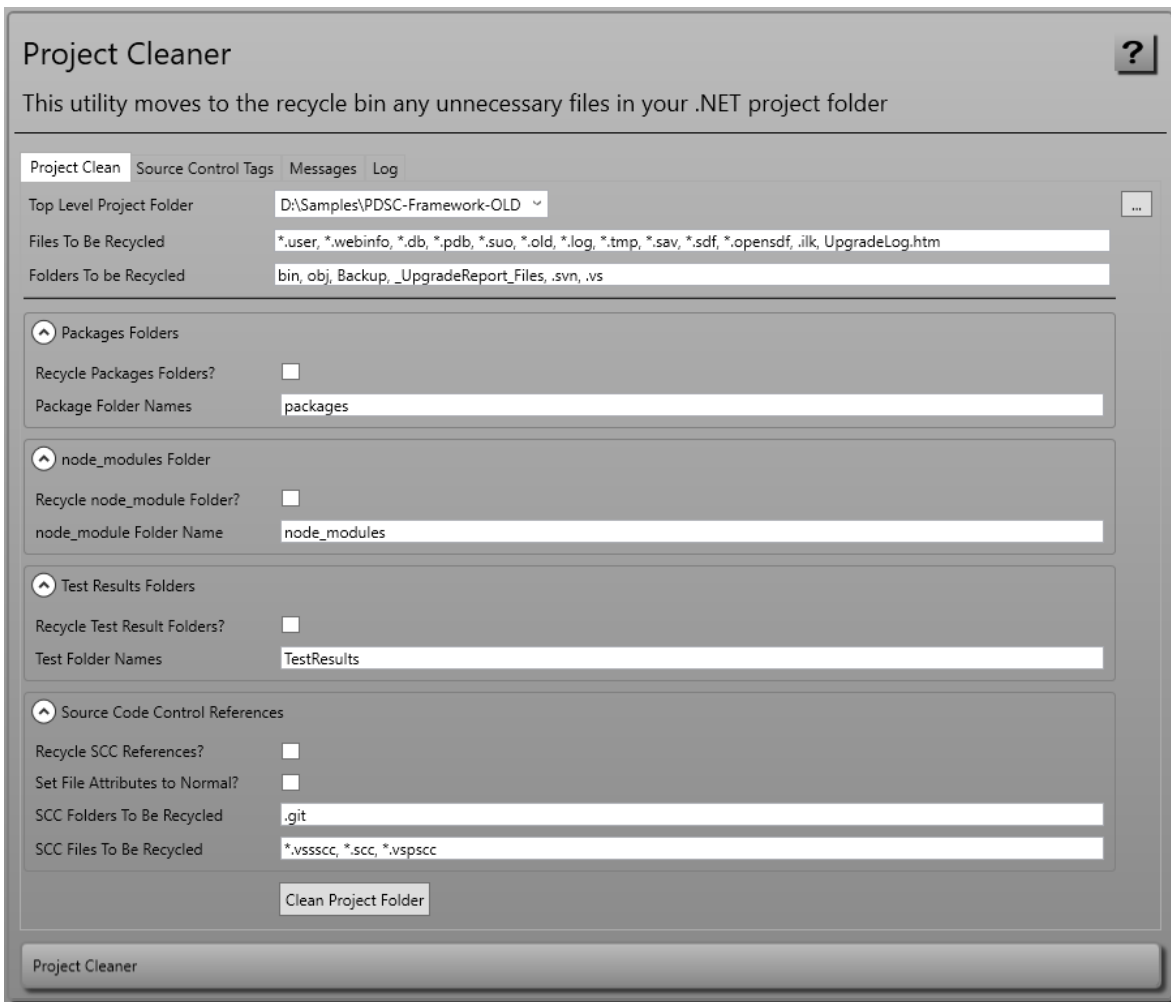 Project Cleaner
?
This utility moves to the recycle bin any unnecessary files in your .NET project folder
Project Clean Source Control Tags Messages Log
Top Level Project Folder D:\Samples\PDSC-Framework-OLD ...
Files To Be Recycled *.user, *.webinfo, *.db, *.pdb, *.suo, *.old, *.log, *.tmp, *.sav, *.sdf, *.opensdf, .ilk, UpgradeLog.htm
Folders To be Recycled bin, obj, Backup, _UpgradeReport_Files, .svn, .vs
Packages Folders
Recycle Packages Folders?
Package Folder Names packages
node_modules Folder
Recycle node_module Folder?
node_module Folder Name node_modules
Test Results Folders
Recycle Test Result Folders?
Test Folder Names TestResults
Source Code Control References
Recycle SCC References?
Set File Attributes to Normal?
SCC Folders To Be Recycled .git
SCC Files To Be Recycled *.vssscc, *.scc, *.vspscc
Clean Project Folder
Project Cleaner